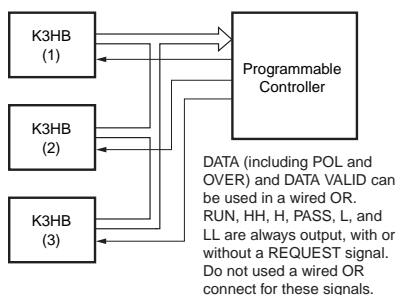 K3HB
(1)
K3HB
(2)
K3HB
(3)
Programmable
Controller
DATA (including POL and
OVER) and DATA VALID can
be used in a wired OR.
RUN, HH, H, PASS, L, and
LL are always output, with or
without a REQUEST signal.
Do not used a wired OR
connect for these signals.